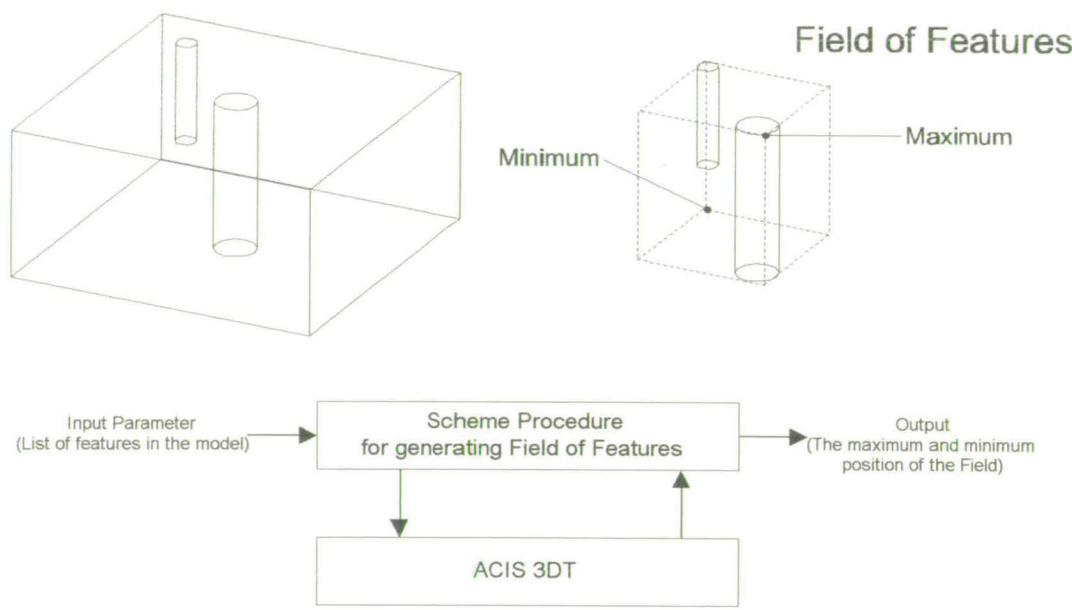 Field of Features
Maximum
Minimum
Input Parameter
(List of features in the model)
Scheme Procedure
for generating Field of Features
Output
(The maximum and minimum
position of the Field)
ACIS 3DT